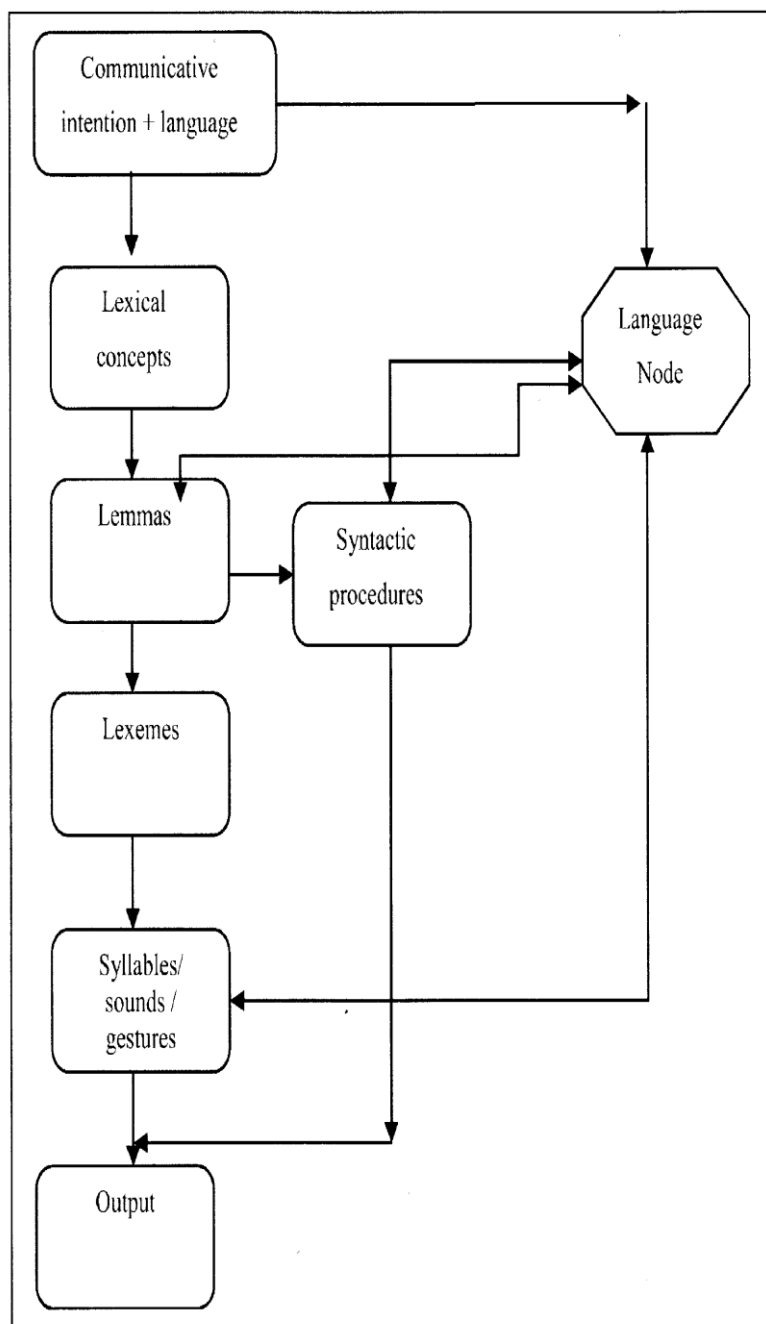 Communicative
intention + language
Lexical
concepts
Language
Node
Lemmas
Syntactic
procedures
Lexemes
Syllables/
sounds /
gestures
Output